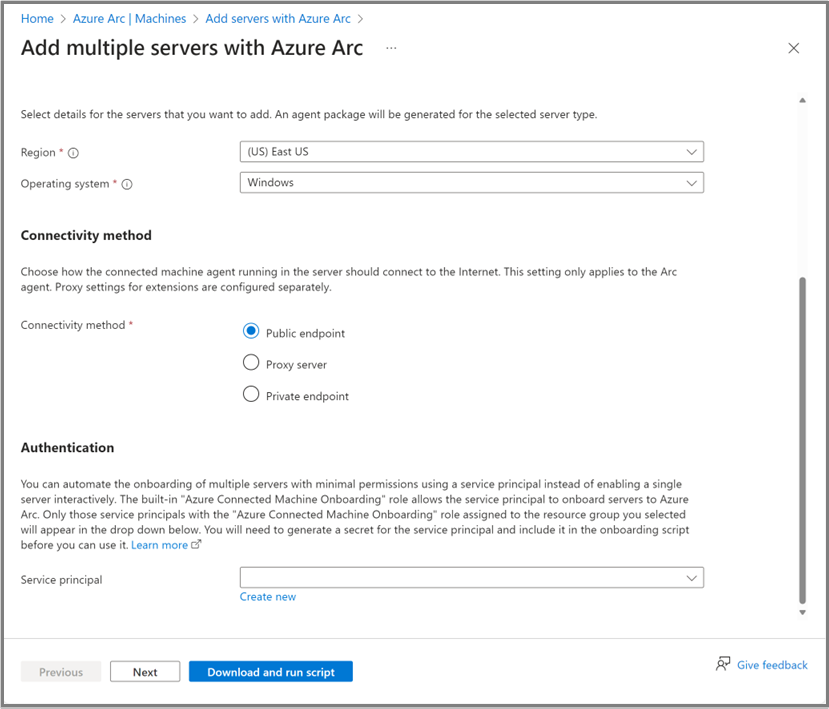 Home > Azure Arc | Machines > Add servers with Azure Arc >
Add multiple servers with Azure Arc ...
Select details for the servers that you want to add. An agent package will be generated for the selected server type.
Region * (US) East US
Operating system * Windows
Connectivity method
Choose how the connected machine agent running in the server should connect to the Internet. This setting only applies to the Arc
agent. Proxy settings for extensions are configured separately.
Connectivity method *
Public endpoint
Proxy server
Private endpoint
Authentication
You can automate the onboarding of multiple servers with minimal permissions using a service principal instead of enabling a single
server interactively. The built-in "Azure Connected Machine Onboarding" role allows the service principal to onboard servers to Azure
Arc. Only those service principals with the "Azure Connected Machine Onboarding" role assigned to the resource group you selected
will appear in the drop down below. You will need to generate a secret for the service principal and include it in the onboarding script
before you can use it. Learn more
Service principal
Create new
Previous Next Download and run script Give feedback